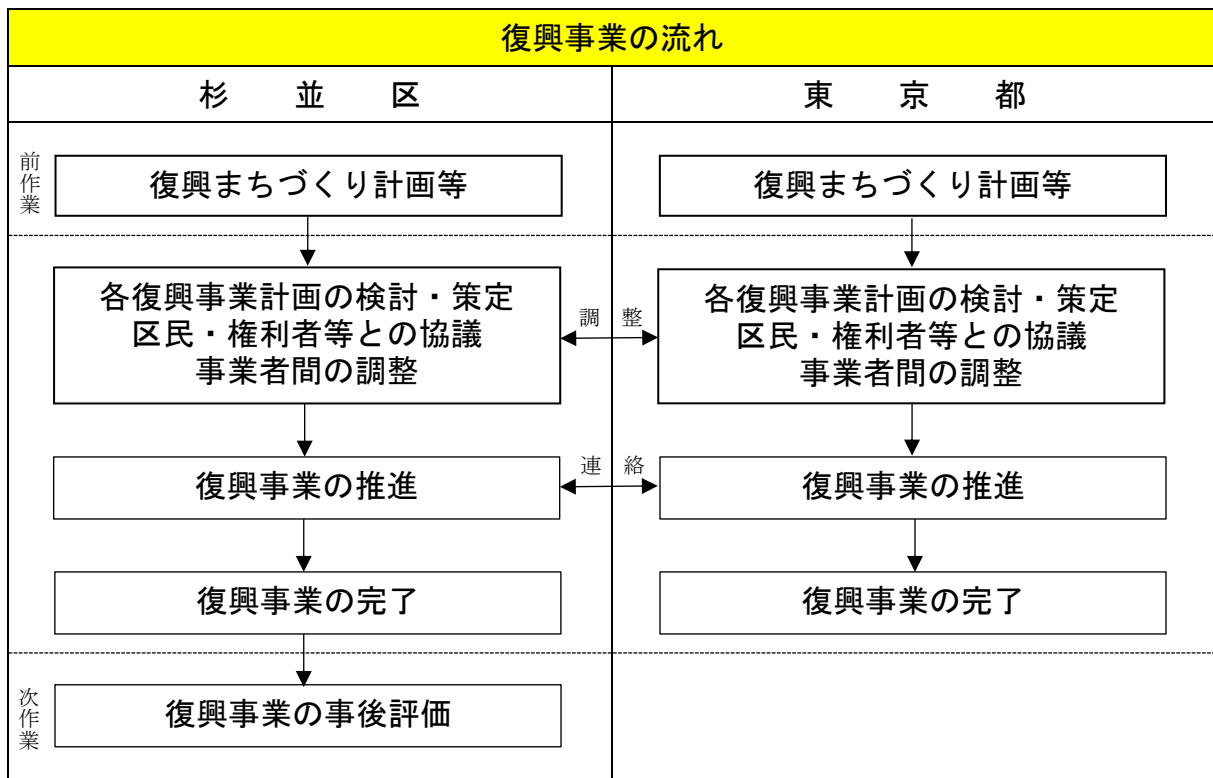 復興事業の流れ
杉並区
東京都
前作業
復興まちづくり計画等
復興まちづくり計画等
各復興事業計画の検討・策定
区民・権利者等との協議
事業者間の調整
調整
各復興事業計画の検討・策定
区民・権利者等との協議
事業者間の調整
復興事業の推進
連絡
復興事業の推進
復興事業の完了
復興事業の完了
次作業
復興事業の事後評価